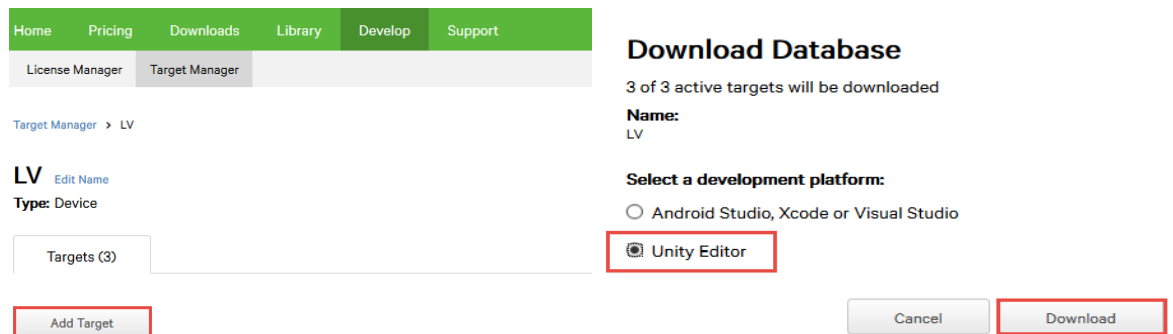 Home Pricing Downloads Library Develop Support
License Manager Target Manager
Target Manager > LV
LV Edit Name
Type: Device
Targets (3)
Add Target
Download Database
3 of 3 active targets will be downloaded
Name:
LV
Select a development platform:
Android Studio, Xcode or Visual Studio
Unity Editor
Cancel Download